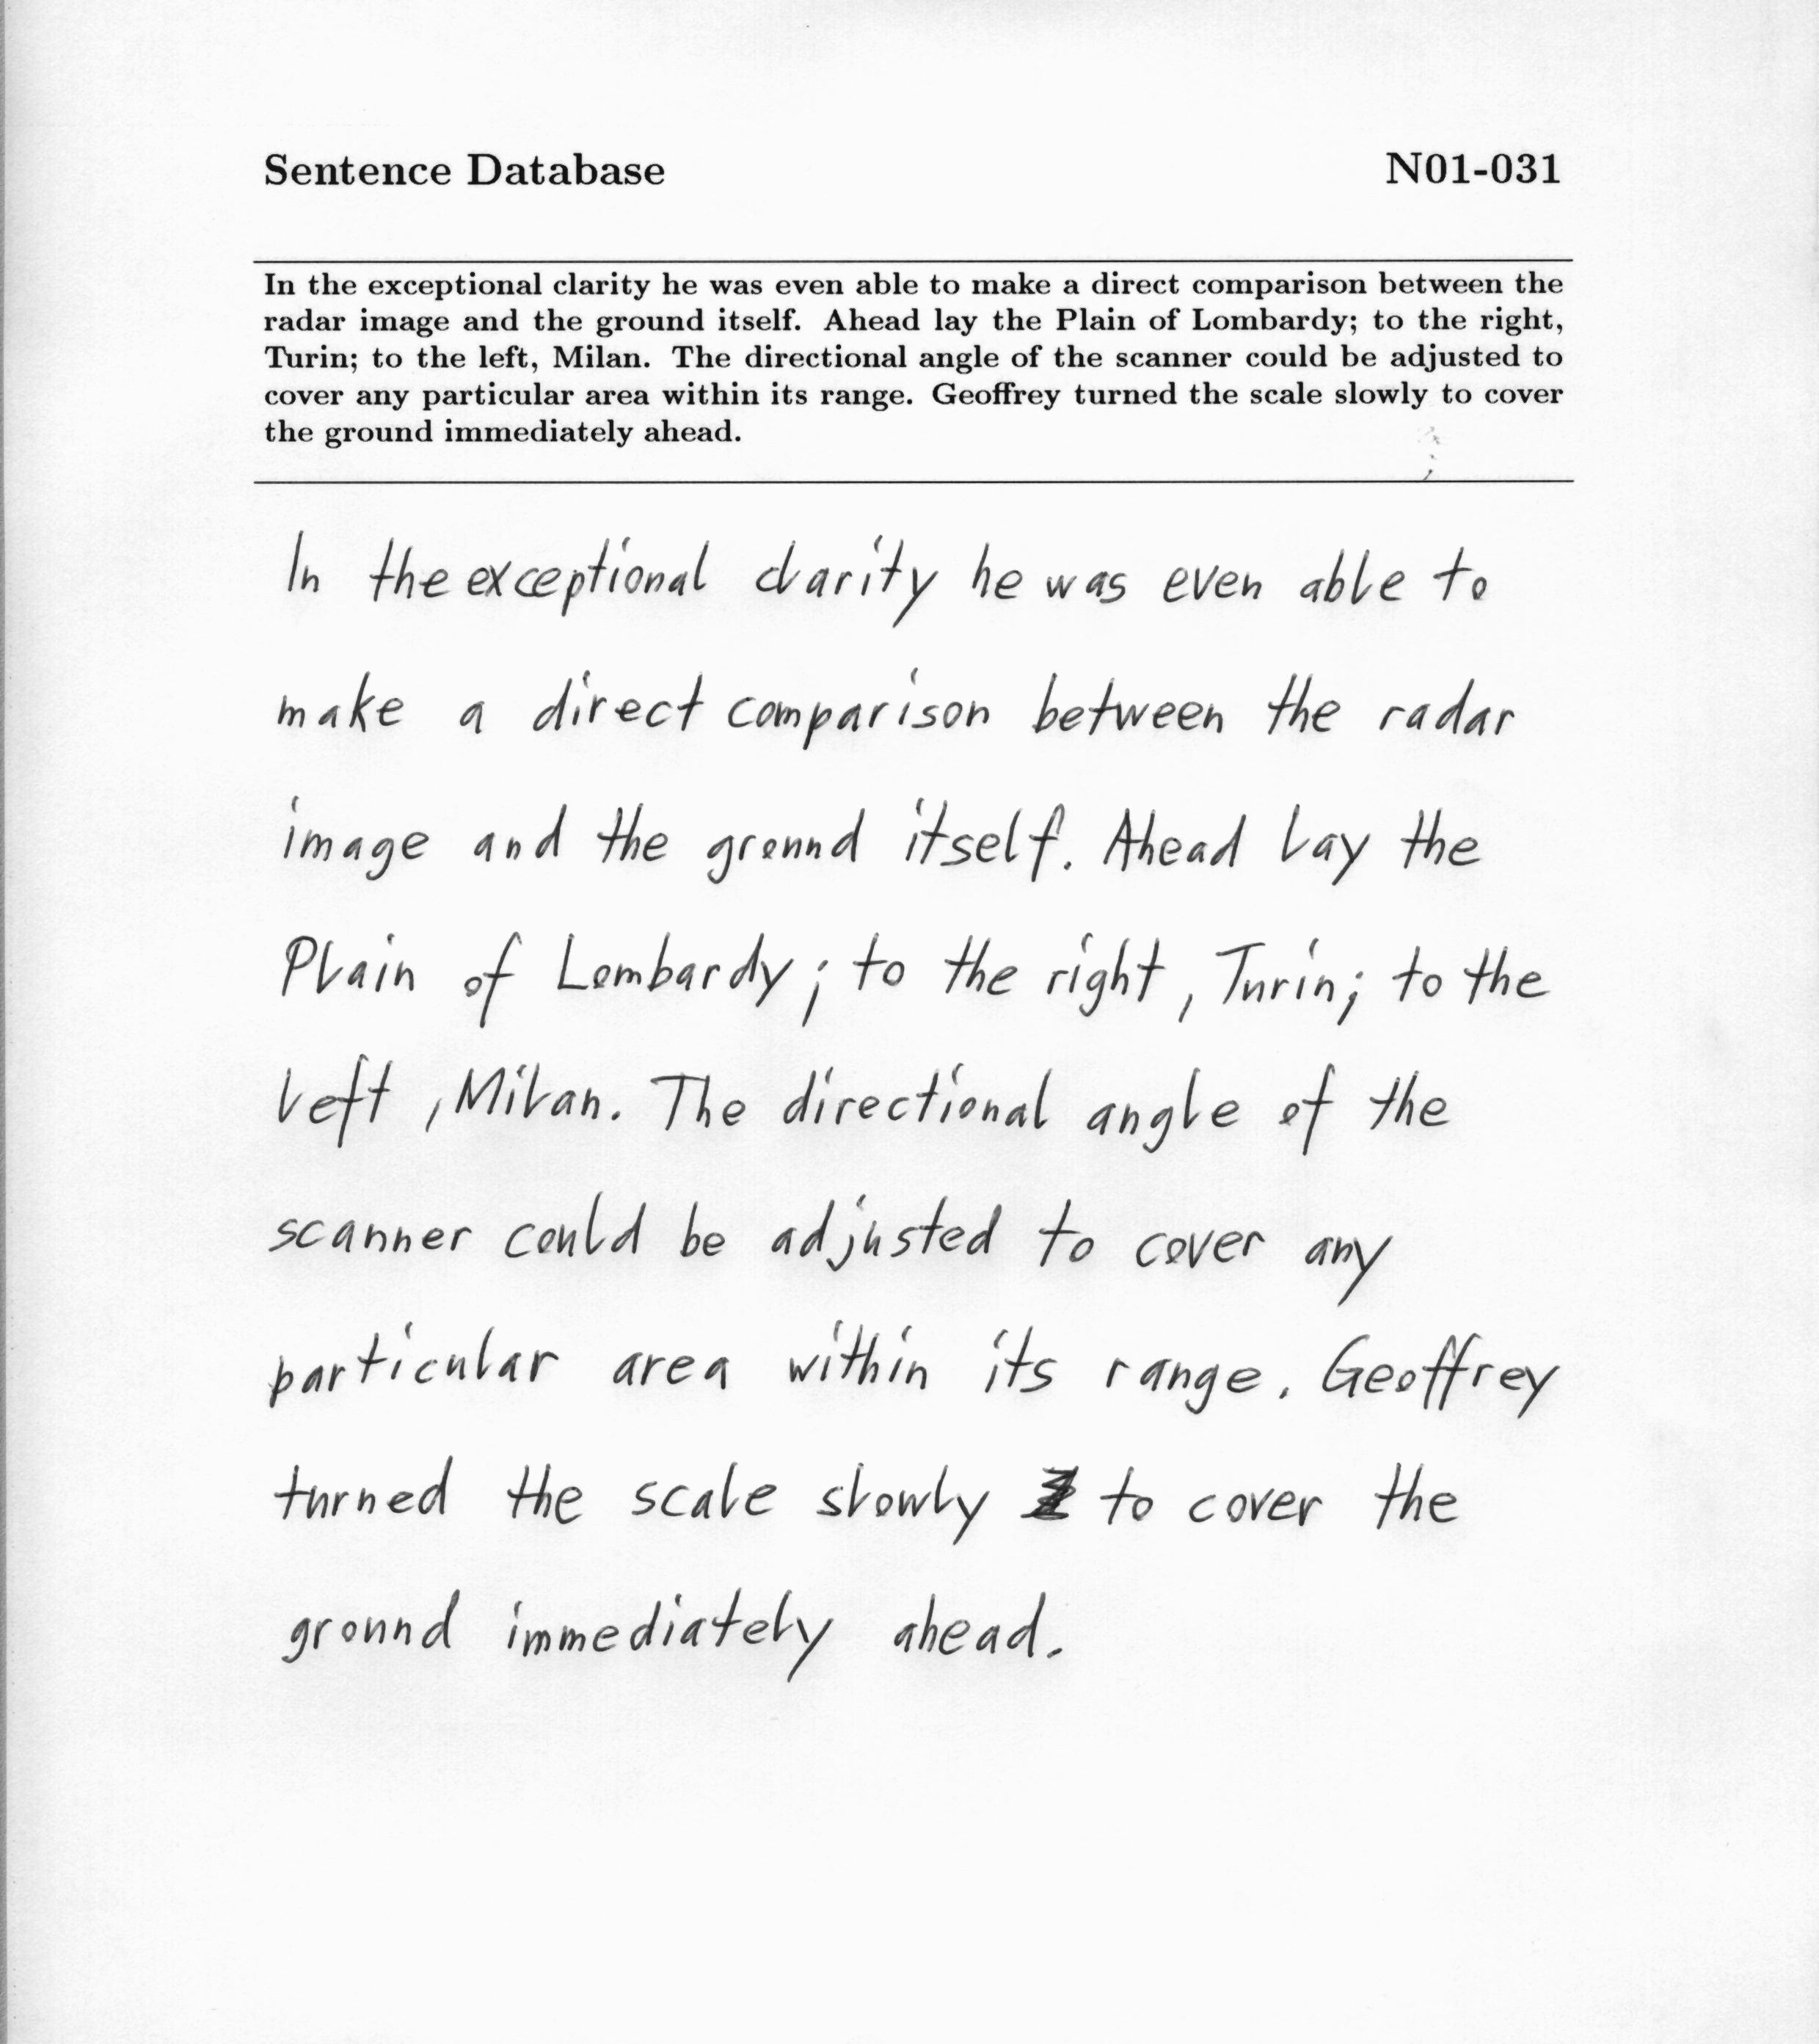 Sentence Database N01-031
In the exceptional clarity he was even able to make a direct comparison between the
radar image and the ground itself. Ahead lay the Plain of Lombardy; to the right,
Turin; to the left, Milan. The directional angle of the scanner could be adjusted to
cover any particular area within its range. Geoffrey turned the scale slowly to cover
the ground immediately ahead.
In the exceptional clarity he was even able to
make a direct comparison between the radar
image and the ground itself. Ahead lay the
Plain of Lombardy; to the right, Turin; to the
left, Milan. The directional angle of the
scanner could be adjusted to cover any
particular area within its range. Geoffrey
turned the scale slowly to cover the
ground immediately ahead.